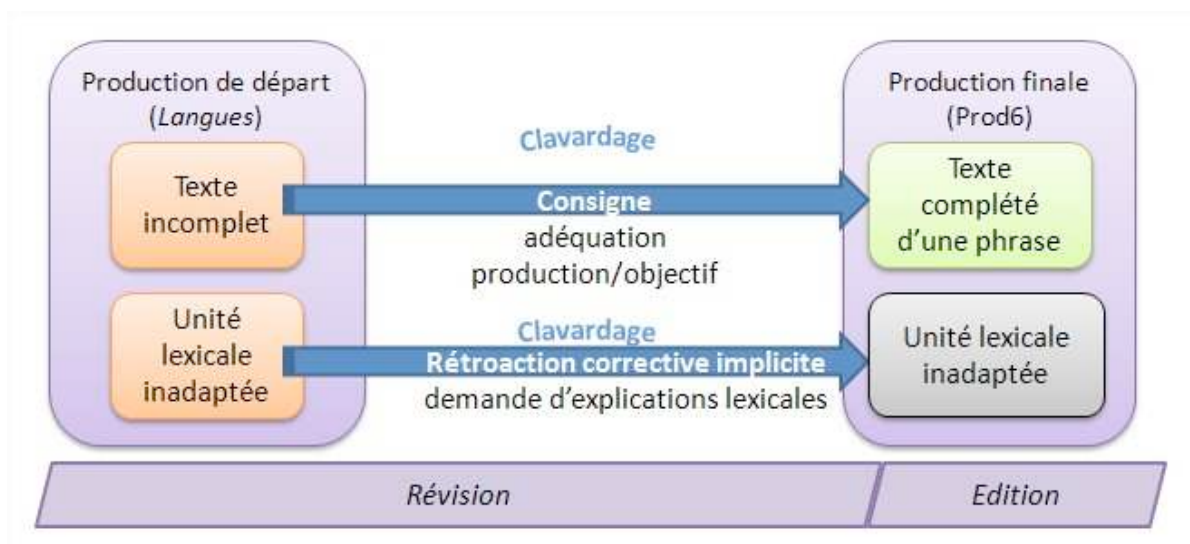 Production de départ
(Langues)
Texte
incomplet
Unité
lexicale
inadaptée
Clavardage
Consigne
adéquation
production/objectif
Clavardage
Rétroaction corrective implicite
demande d'explications lexicales
Production finale
(Prod6)
Texte
complété
d'une phrase
Unité lexicale
inadaptée
Révision
Edition